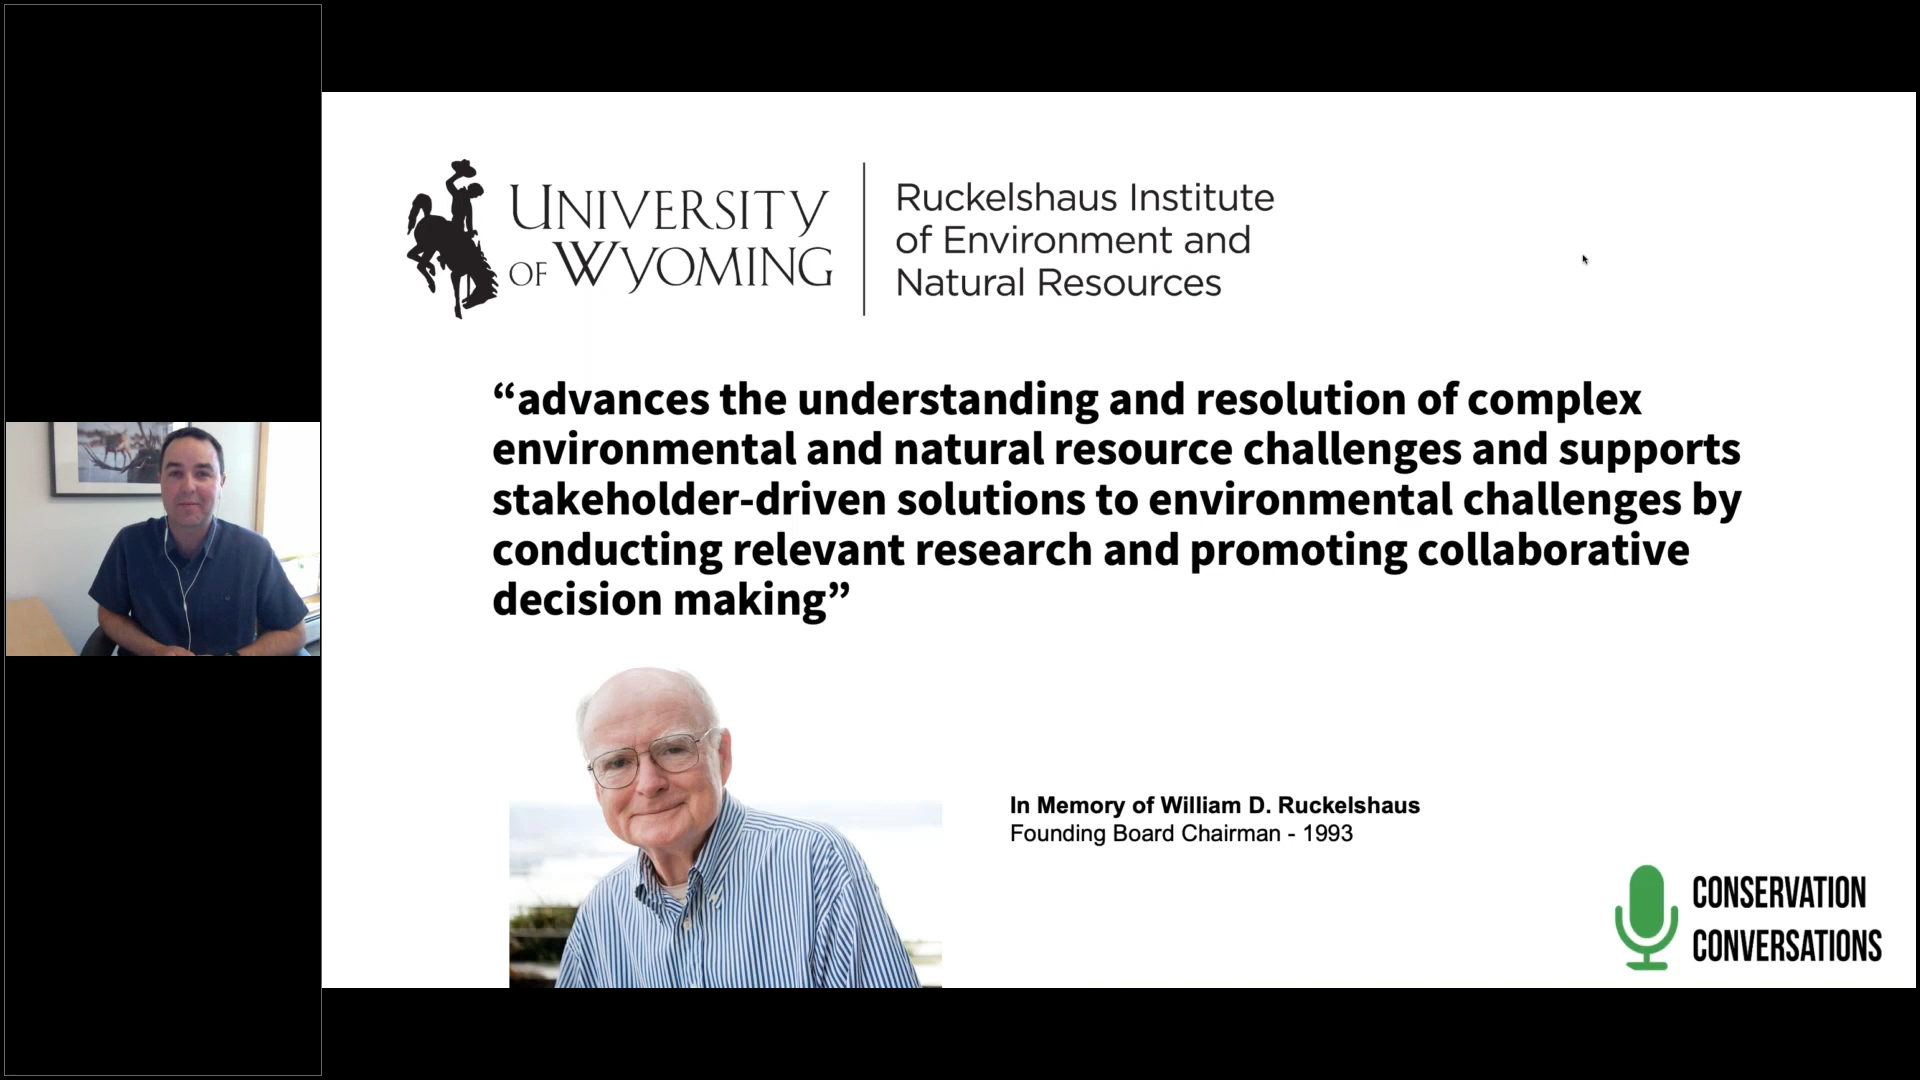 UNIVERSITY
OF WYOMING
Ruckelshaus Institute
of Environment and
Natural Resources
“advances the understanding and resolution of complex
environmental and natural resource challenges and supports
stakeholder-driven solutions to environmental challenges by
conducting relevant research and promoting collaborative
decision making”
In Memory of William D. Ruckelshaus
Founding Board Chairman - 1993
CONSERVATION
CONVERSATIONS